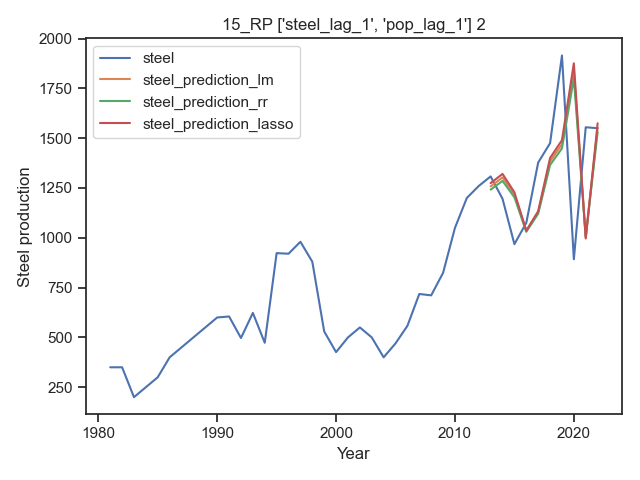 15_RP ['steel_lag_1', 'pop_lag_1'] 2
steel
steel_prediction_lm
steel_prediction_rr
steel_prediction_lasso
Steel production
2000
1750
1500
1250
1000
750
500
250
1980
1990
2000
2010
2020
Year